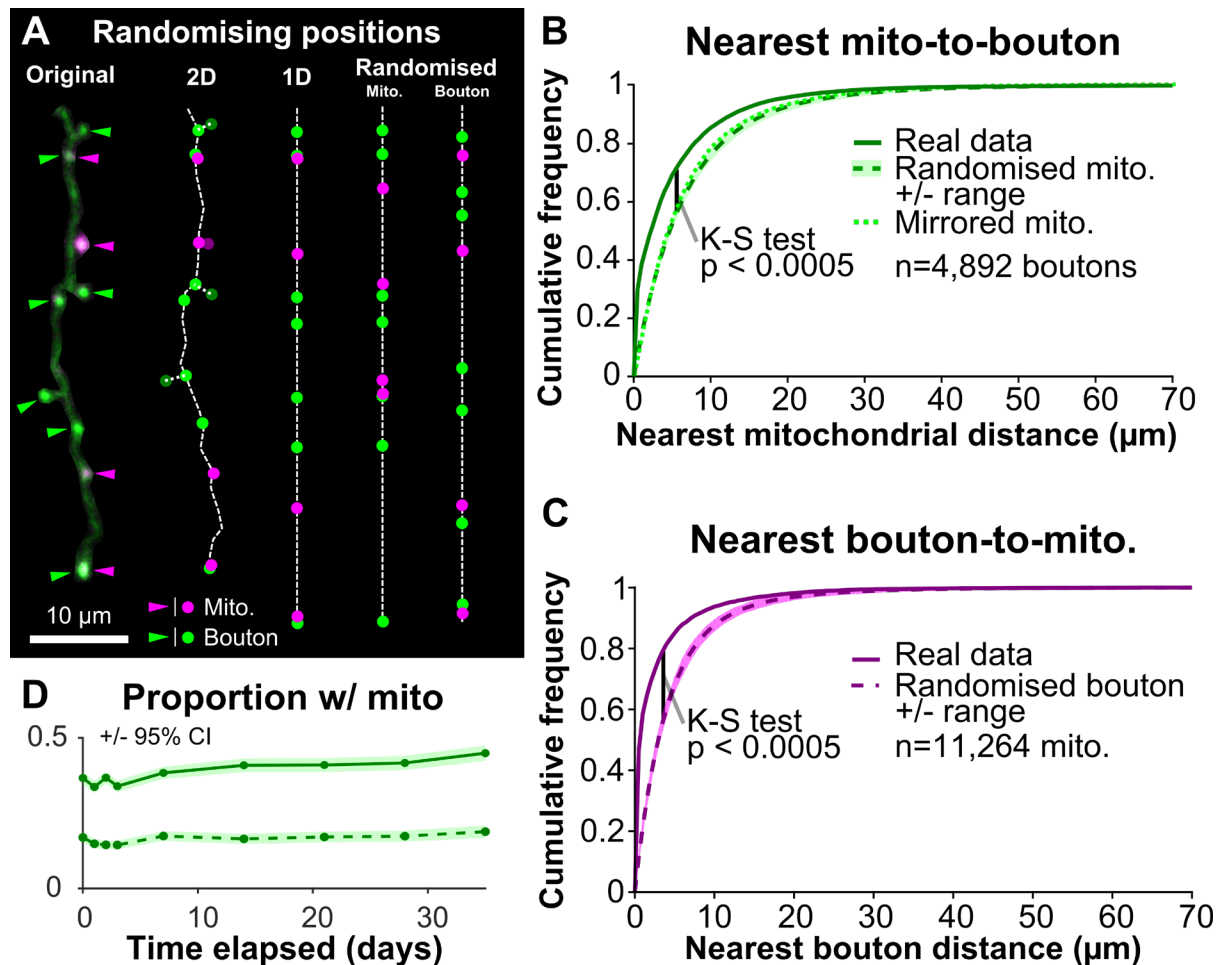 A
Randomising positions
Original
2D
1D
Randomised
Mito.
Bouton
10 µm
Mito.
Bouton
B
Nearest mito-to-bouton
Cumulative frequency
1
0.8
0.6
0.4
0.2
0
0 10 20 30 40 50 60 70
Nearest mitochondrial distance (µm)
Real data
Randomised mito.
+/- range
Mirrored mito.
n=4,892 boutons
K-S test
p < 0.0005
C
Nearest bouton-to-mito.
Cumulative frequency
1
0.8
0.6
0.4
0.2
0
0 10 20 30 40 50 60 70
Nearest bouton distance (µm)
Real data
Randomised bouton
+/- range
n=11,264 mito.
K-S test
p < 0.0005
D
Proportion w/ mito
0.5
+/- 95% CI
0
0 10 20 30
Time elapsed (days)